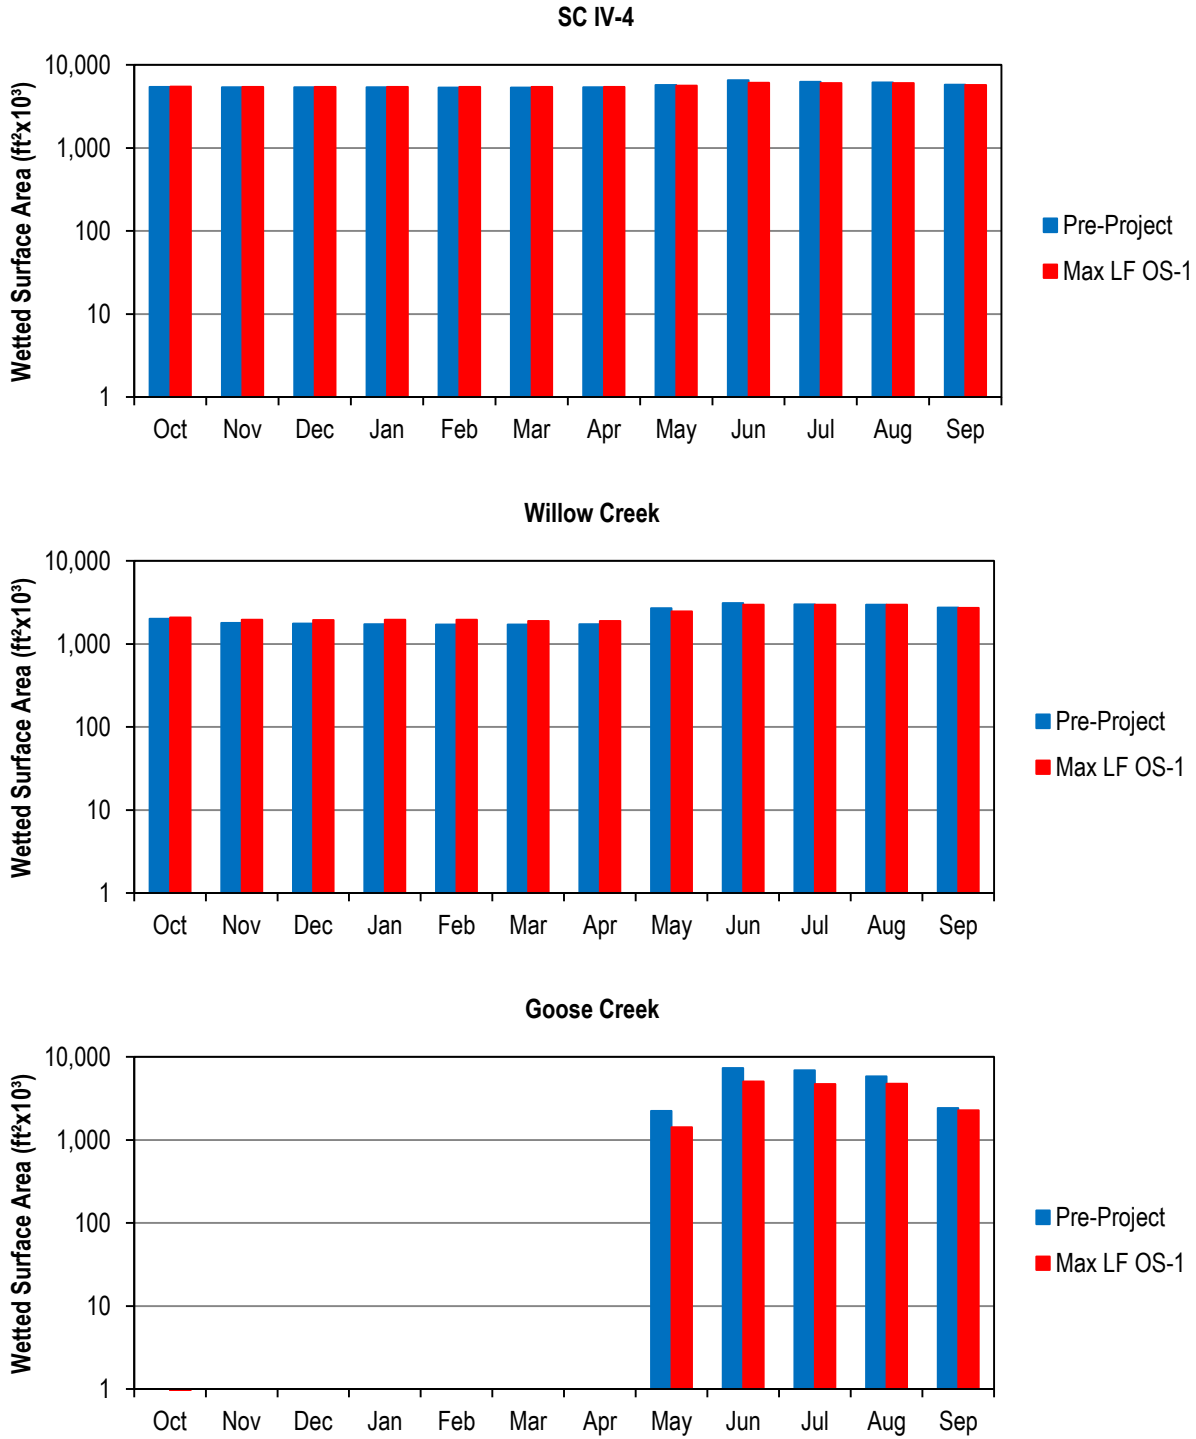 SC IV-4
Wetted Surface Area (ft²x10³)
10,000
1,000
100
10
1
Oct Nov Dec Jan Feb Mar Apr May Jun Jul Aug Sep
Pre-Project
Max LF OS-1
Willow Creek
Wetted Surface Area (ft²x10³)
10,000
1,000
100
10
1
Oct Nov Dec Jan Feb Mar Apr May Jun Jul Aug Sep
Pre-Project
Max LF OS-1
Goose Creek
Wetted Surface Area (ft²x10³)
10,000
1,000
100
10
1
Oct Nov Dec Jan Feb Mar Apr May Jun Jul Aug Sep
Pre-Project
Max LF OS-1